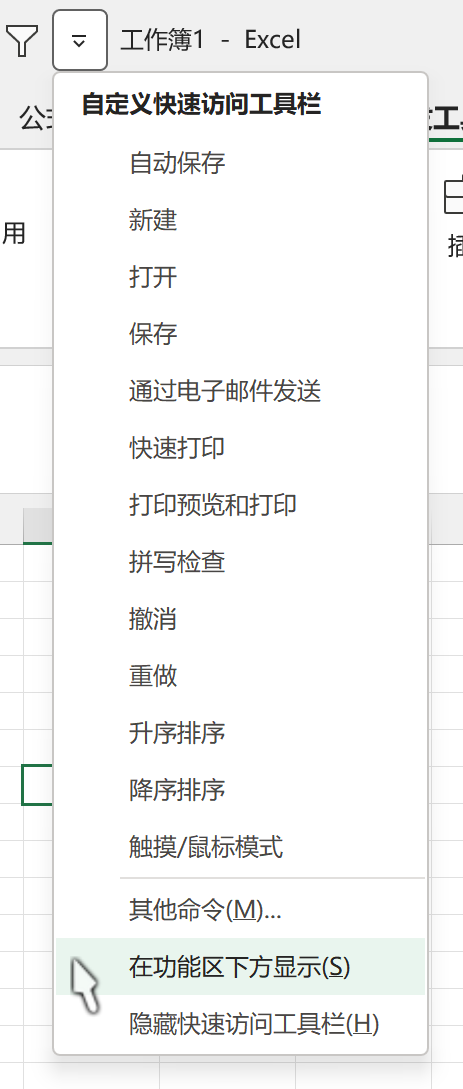 工作簿1 - Excel
自定义快速访问工具栏
自动保存
用
新建
打开
保存
通过电子邮件发送
快速打印
打印预览和打印
拼写检查
撤消
重做
升序排序
降序排序
触摸/鼠标模式
其他命令(M)...
在功能区下方显示(S)
隐藏快速访问工具栏(H)